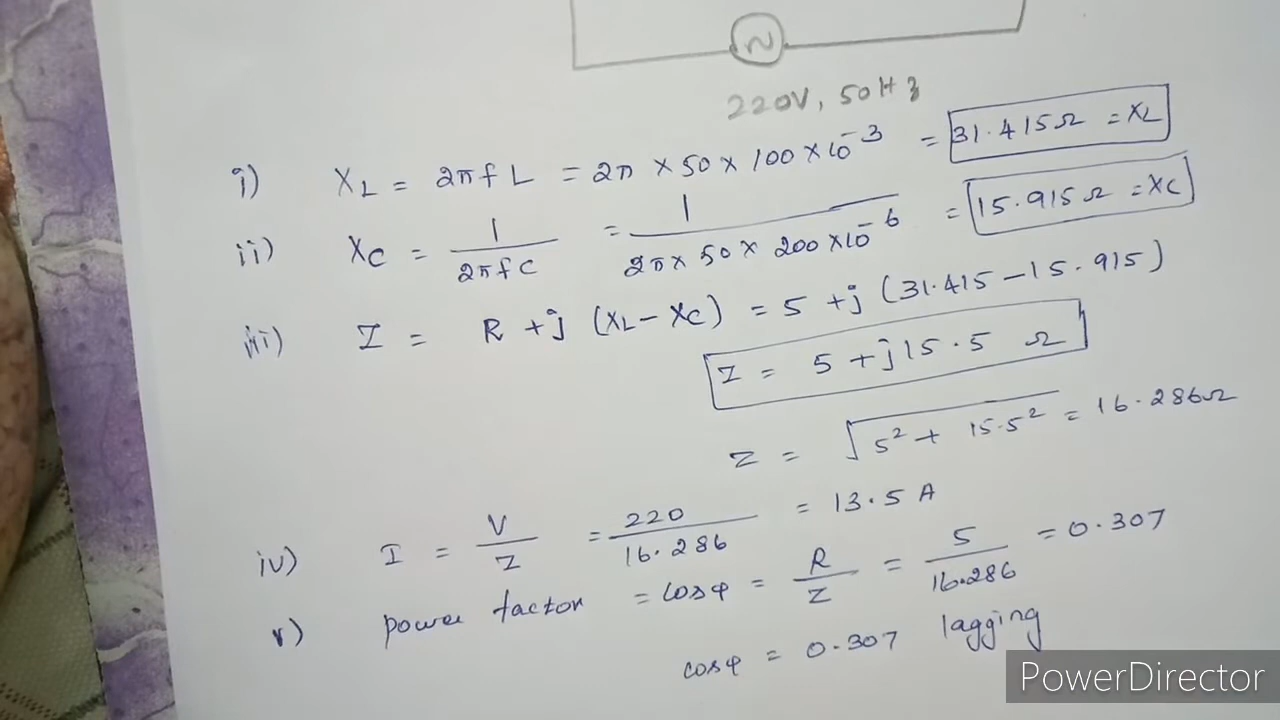 220V, 50Hz
i) XL = 2πfL = 2π × 50 × 100 × 10^-3 = 31.415Ω = XL
ii) XC = 1/2πfC = 1/2π × 50 × 200 × 10^-6 = 15.915Ω = XC
iii) Z = R + j (XL - XC) = 5 + j (31.415 - 15.915)
Z = 5 + j15.5 Ω
Z = √5² + 15.5² = 16.286Ω
iv) I = V/Z = 220/16.286 = 13.5 A
v) power factor = cosφ = R/Z = 5/16.286 = 0.307
cosφ = 0.307 lagging
PowerDirector